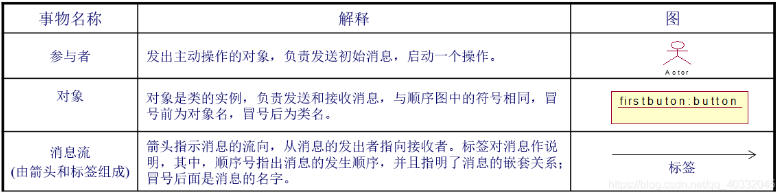 事物名称 解释 图
参与者 发出主动操作的对象，负责发送初始消息，启动一个操作。
Actor
对象 对象是类的实例，负责发送和接收消息，与顺序图中的符号相同，冒
号前为对象名，冒号后为类名。
firstbuton:button
消息流
(由箭头和标签组成)
箭头指示消息的流向，从消息的发出者指向接收者。标签对消息作说
明，其中，顺序号指出消息的发生顺序，并且指明了消息的嵌套关系；
冒号后面是消息的名字。
标签